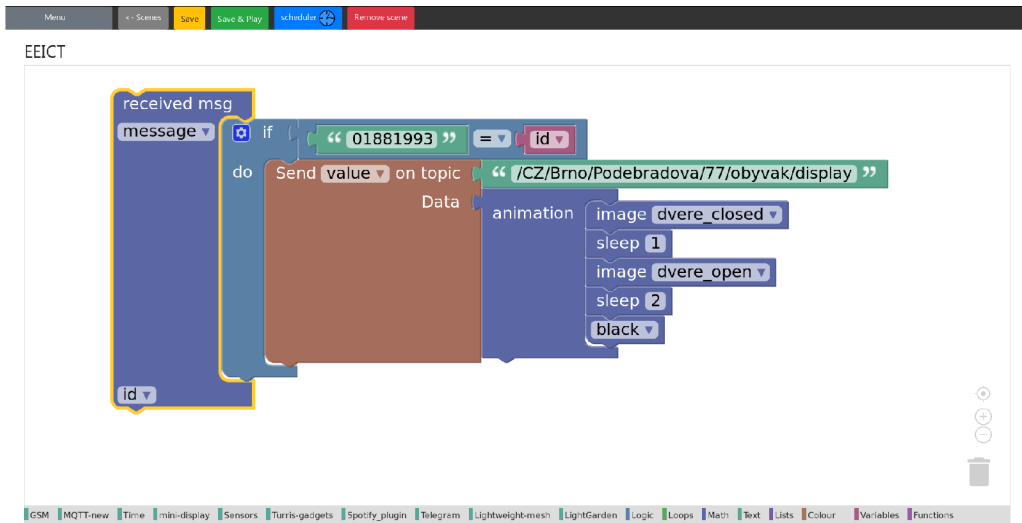 Menu <- Scenes Save Save & Play scheduler Remove scene
EEICT
received msg
message if “ 01881993 ” = id
do Send value on topic “ /CZ/Brno/Podebradova/77/obyvak/display ”
Data animation image dvere_closed
sleep 1
image dvere_open
sleep 2
black
id
GSM MQTT-new Time mini-display Sensors Turris-gadgets Spotify_plugin Telegram Lightweight-mesh LightGarden Logic Loops Math Text Lists Colour Variables Functions